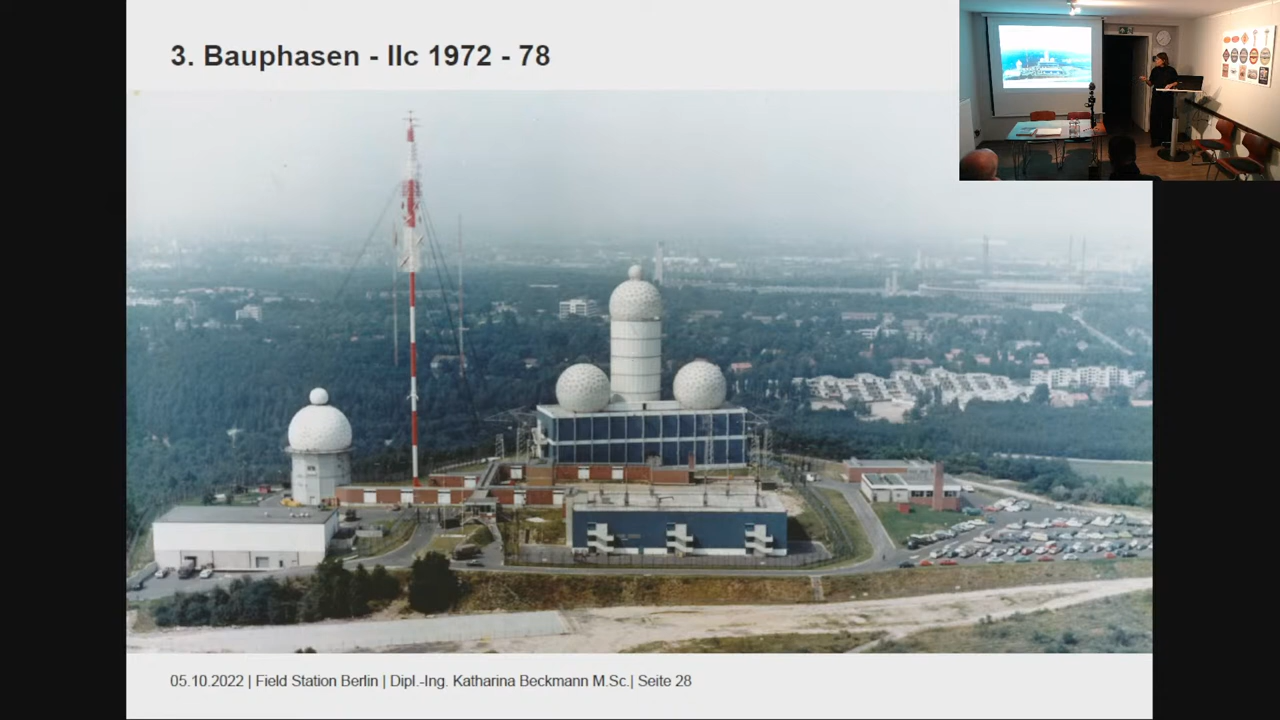 3. Bauphasen - IIc 1972 - 78
05.10.2022 | Field Station Berlin | Dipl.-Ing. Katharina Beckmann M.Sc.| Seite 28